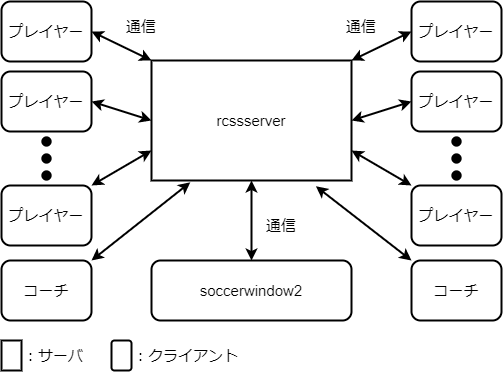 プレイヤー
通信
通信
プレイヤー
プレイヤー
rcssserver
プレイヤー
プレイヤー
プレイヤー
通信
コーチ
soccerwindow2
コーチ
：サーバ
：クライアント